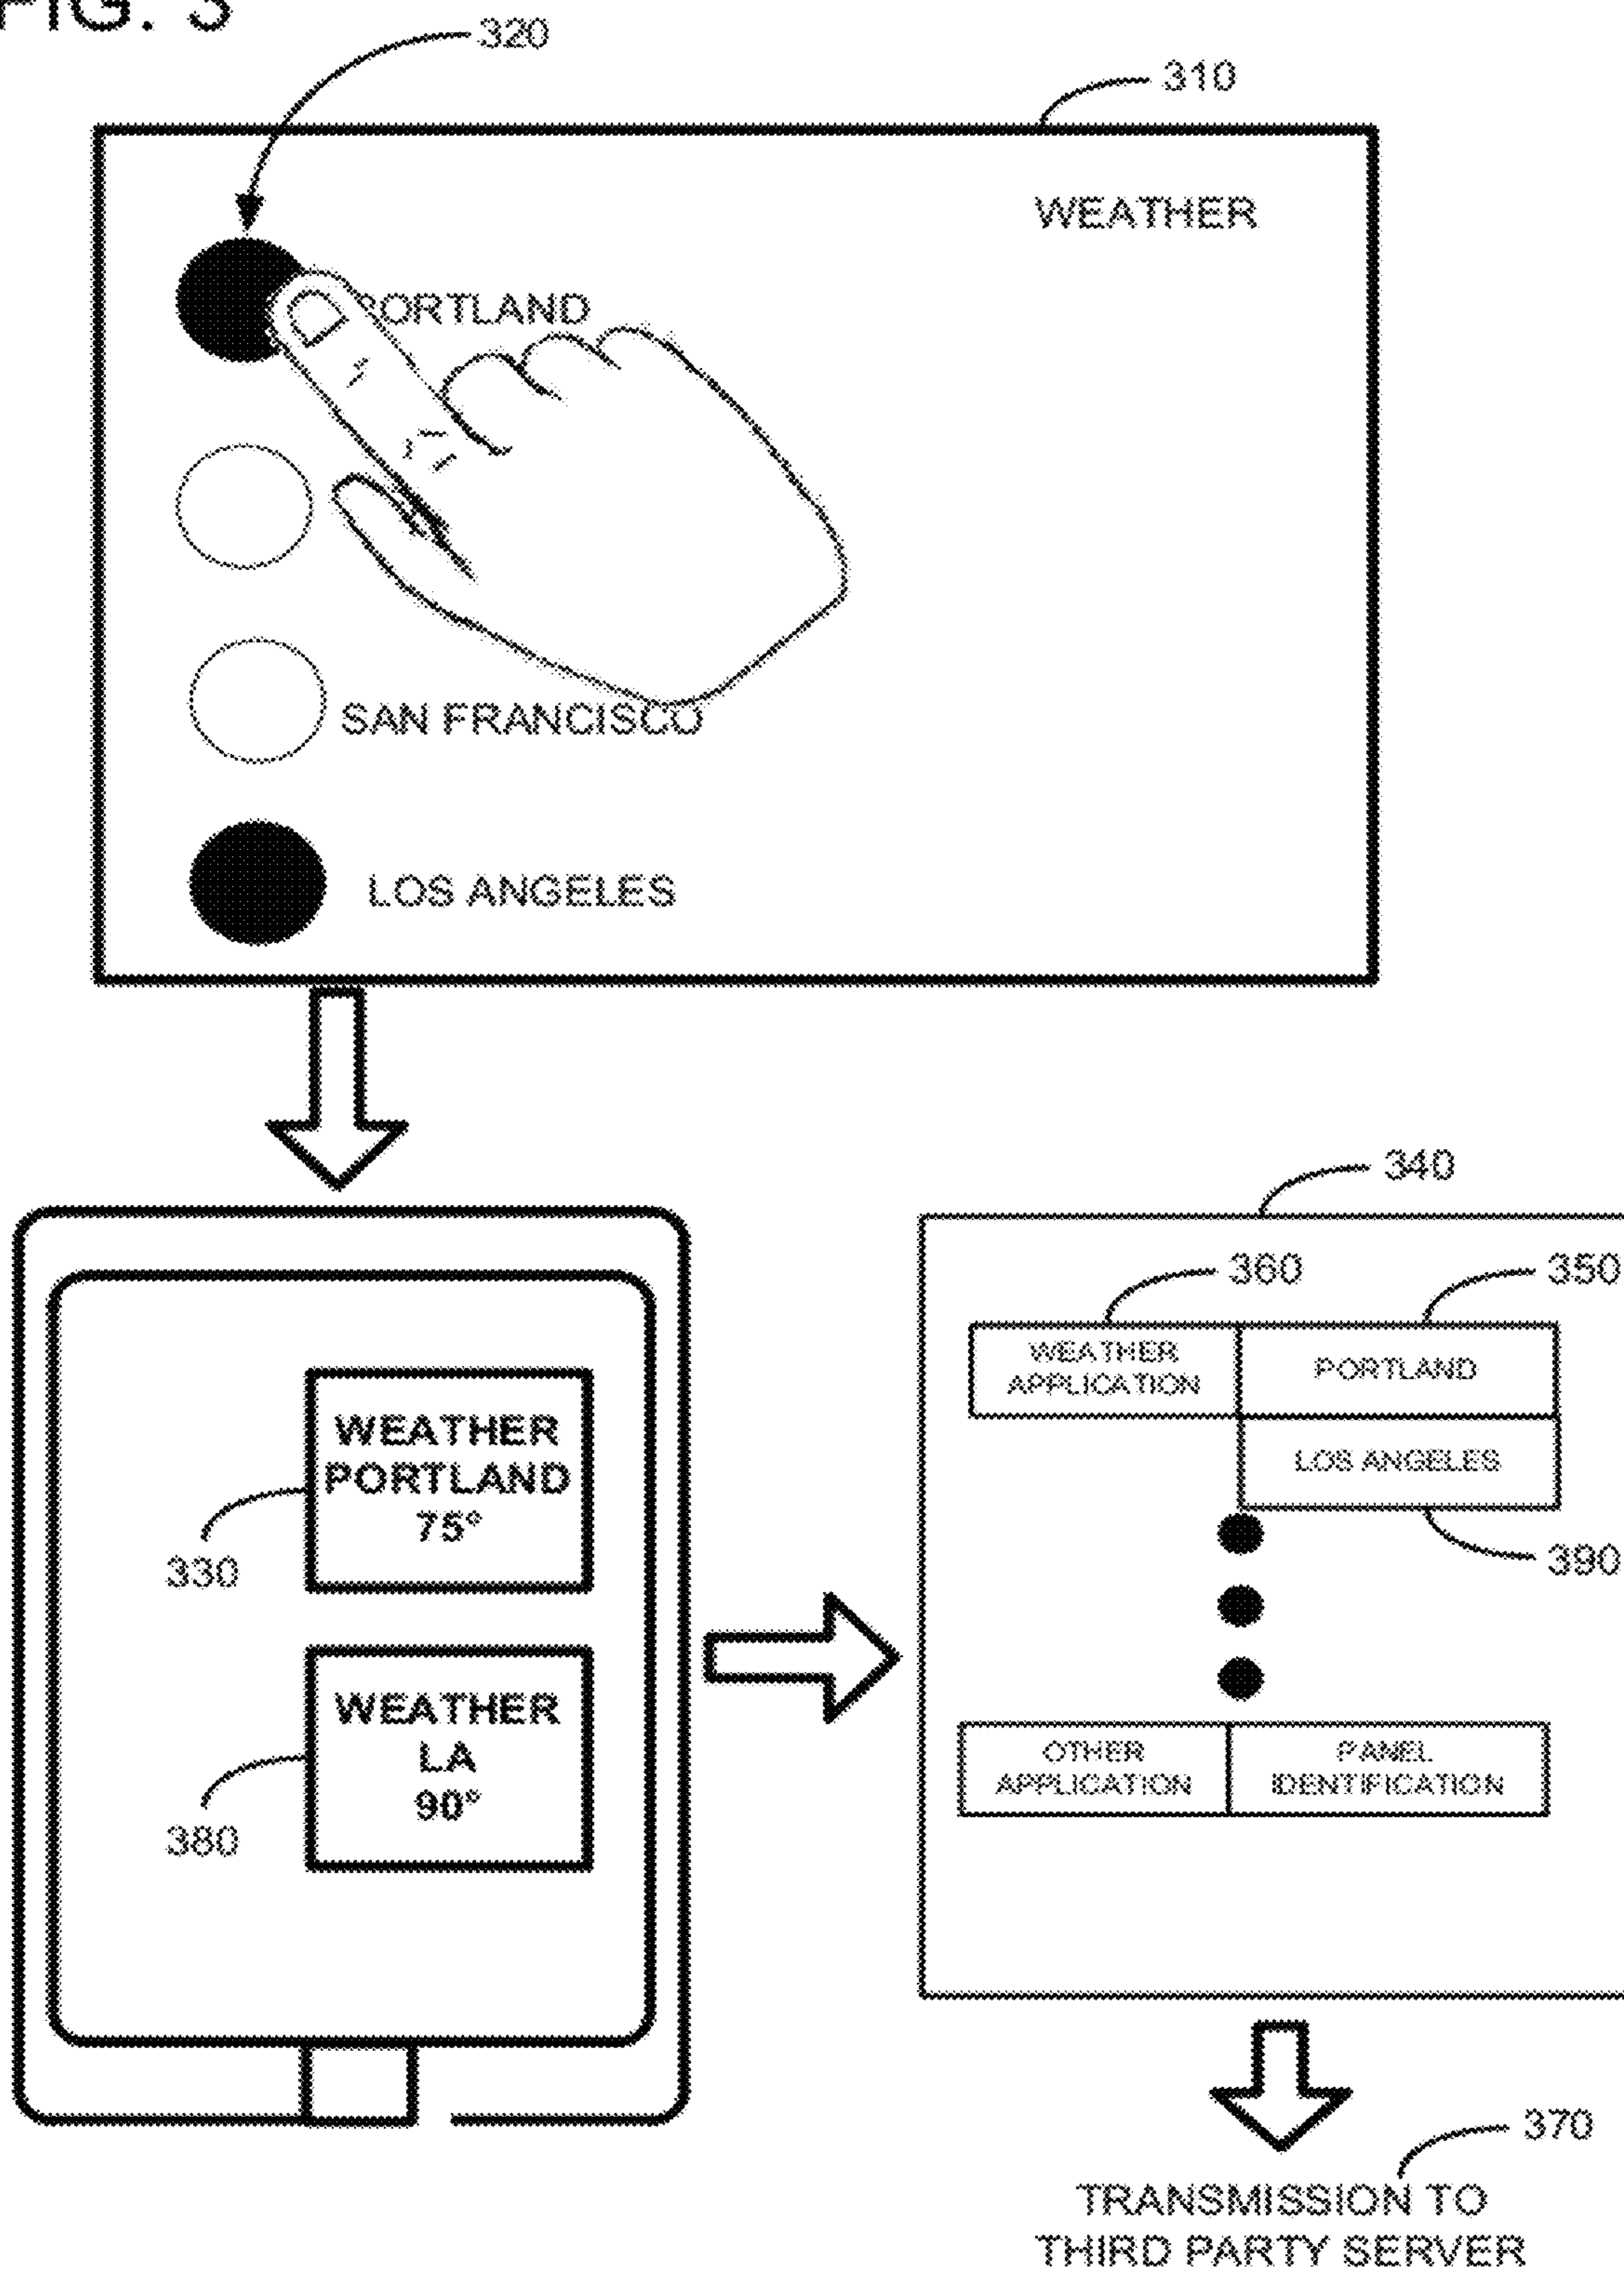 FIG. 3
320
310
WEATHER
PORTLAND
SAN FRANCISCO
LOS ANGELES
340
360
350
WEATHER
APPLICATION
PORTLAND
LOS ANGELES
390
WEATHER
PORTLAND
75°
330
WEATHER
LA
90°
380
OTHER
APPLICATION
PANEL
IDENTIFICATION
370
TRANSMISSION TO
THIRD PARTY SERVER